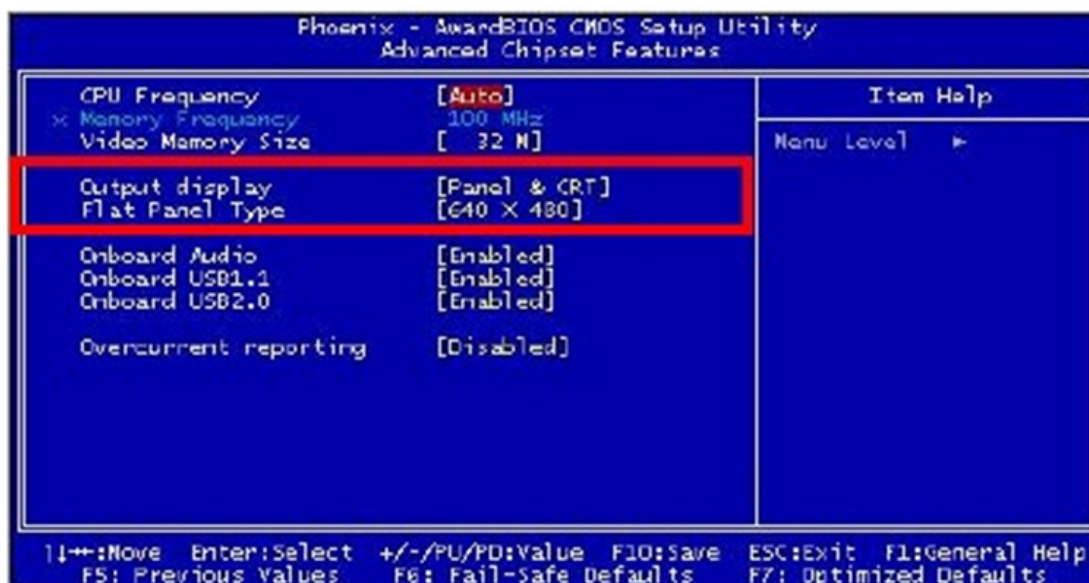 Phoenix - AwardBIOS CMOS Setup Utility
Advanced Chipset Features
CPU Frequency [Auto]
x Memory Frequency 100 MHz
Video Memory Size [ 32 M]
Output display [Panel & CRT]
Flat Panel Type [640 X 480]
Onboard Audio [Enabled]
Onboard USB1.1 [Enabled]
Onboard USB2.0 [Enabled]
Overcurrent reporting [Disabled]
Item Help
Menu Level ►
↑↓→←:Move Enter:Select +/-/PU/PD:Value F10:Save ESC:Exit F1:General Help
F5: Previous Values F6: Fail-Safe Defaults F7: Optimized Defaults